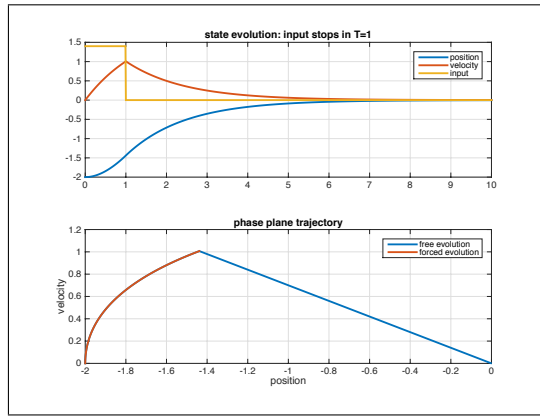 state evolution: input stops in T=1
1.5
1
0.5
0
-0.5
-1
-1.5
-2
position
velocity
input
0 1 2 3 4 5 6 7 8 9 10
phase plane trajectory
1.2
1
0.8
0.6
0.4
0.2
0
velocity
free evolution
forced evolution
-2 -1.8 -1.6 -1.4 -1.2 -1 -0.8 -0.6 -0.4 -0.2 0
position